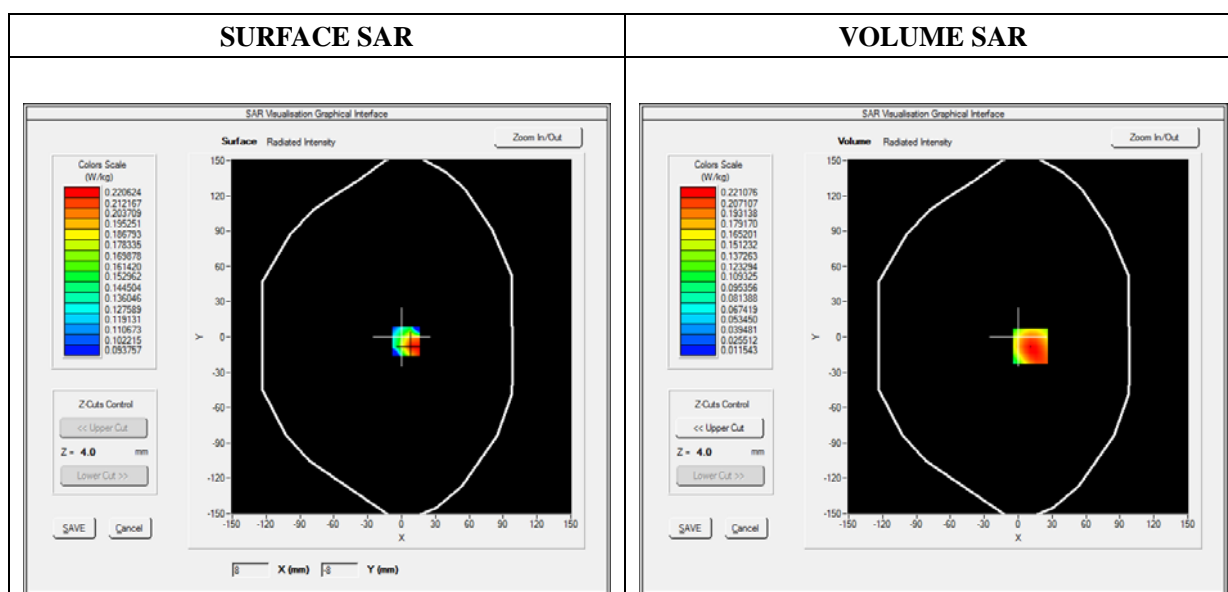 SURFACE SAR
SAR Visualisation Graphical Interface
Surface Radiated Intensity
Zoom In/Out
Colors Scale
(W/kg)
0.220624
0.212167
0.203709
0.195251
0.186793
0.178335
0.169878
0.161420
0.152962
0.144504
0.136046
0.127589
0.119131
0.110673
0.102215
0.093757
Z-Cuts Control
<< Upper Cut
Z = 4.0 mm
Lower Cut >>
SAVE Cancel
150
120
90
60
30
0
-30
-60
-90
-120
-150
Y
-150 -120 -90 -60 -30 0 30 60 90 120 150
X
8 X (mm) -8 Y (mm)
VOLUME SAR
SAR Visualisation Graphical Interface
Volume Radiated Intensity
Zoom In/Out
Colors Scale
(W/kg)
0.221076
0.207107
0.193138
0.179170
0.165201
0.151232
0.137263
0.123294
0.109325
0.095356
0.081388
0.067419
0.053450
0.039481
0.025512
0.011543
Z-Cuts Control
<< Upper Cut
Z = 4.0 mm
Lower Cut >>
SAVE Cancel
150
120
90
60
30
0
-30
-60
-90
-120
-150
Y
-150 -120 -90 -60 -30 0 30 60 90 120 150
X